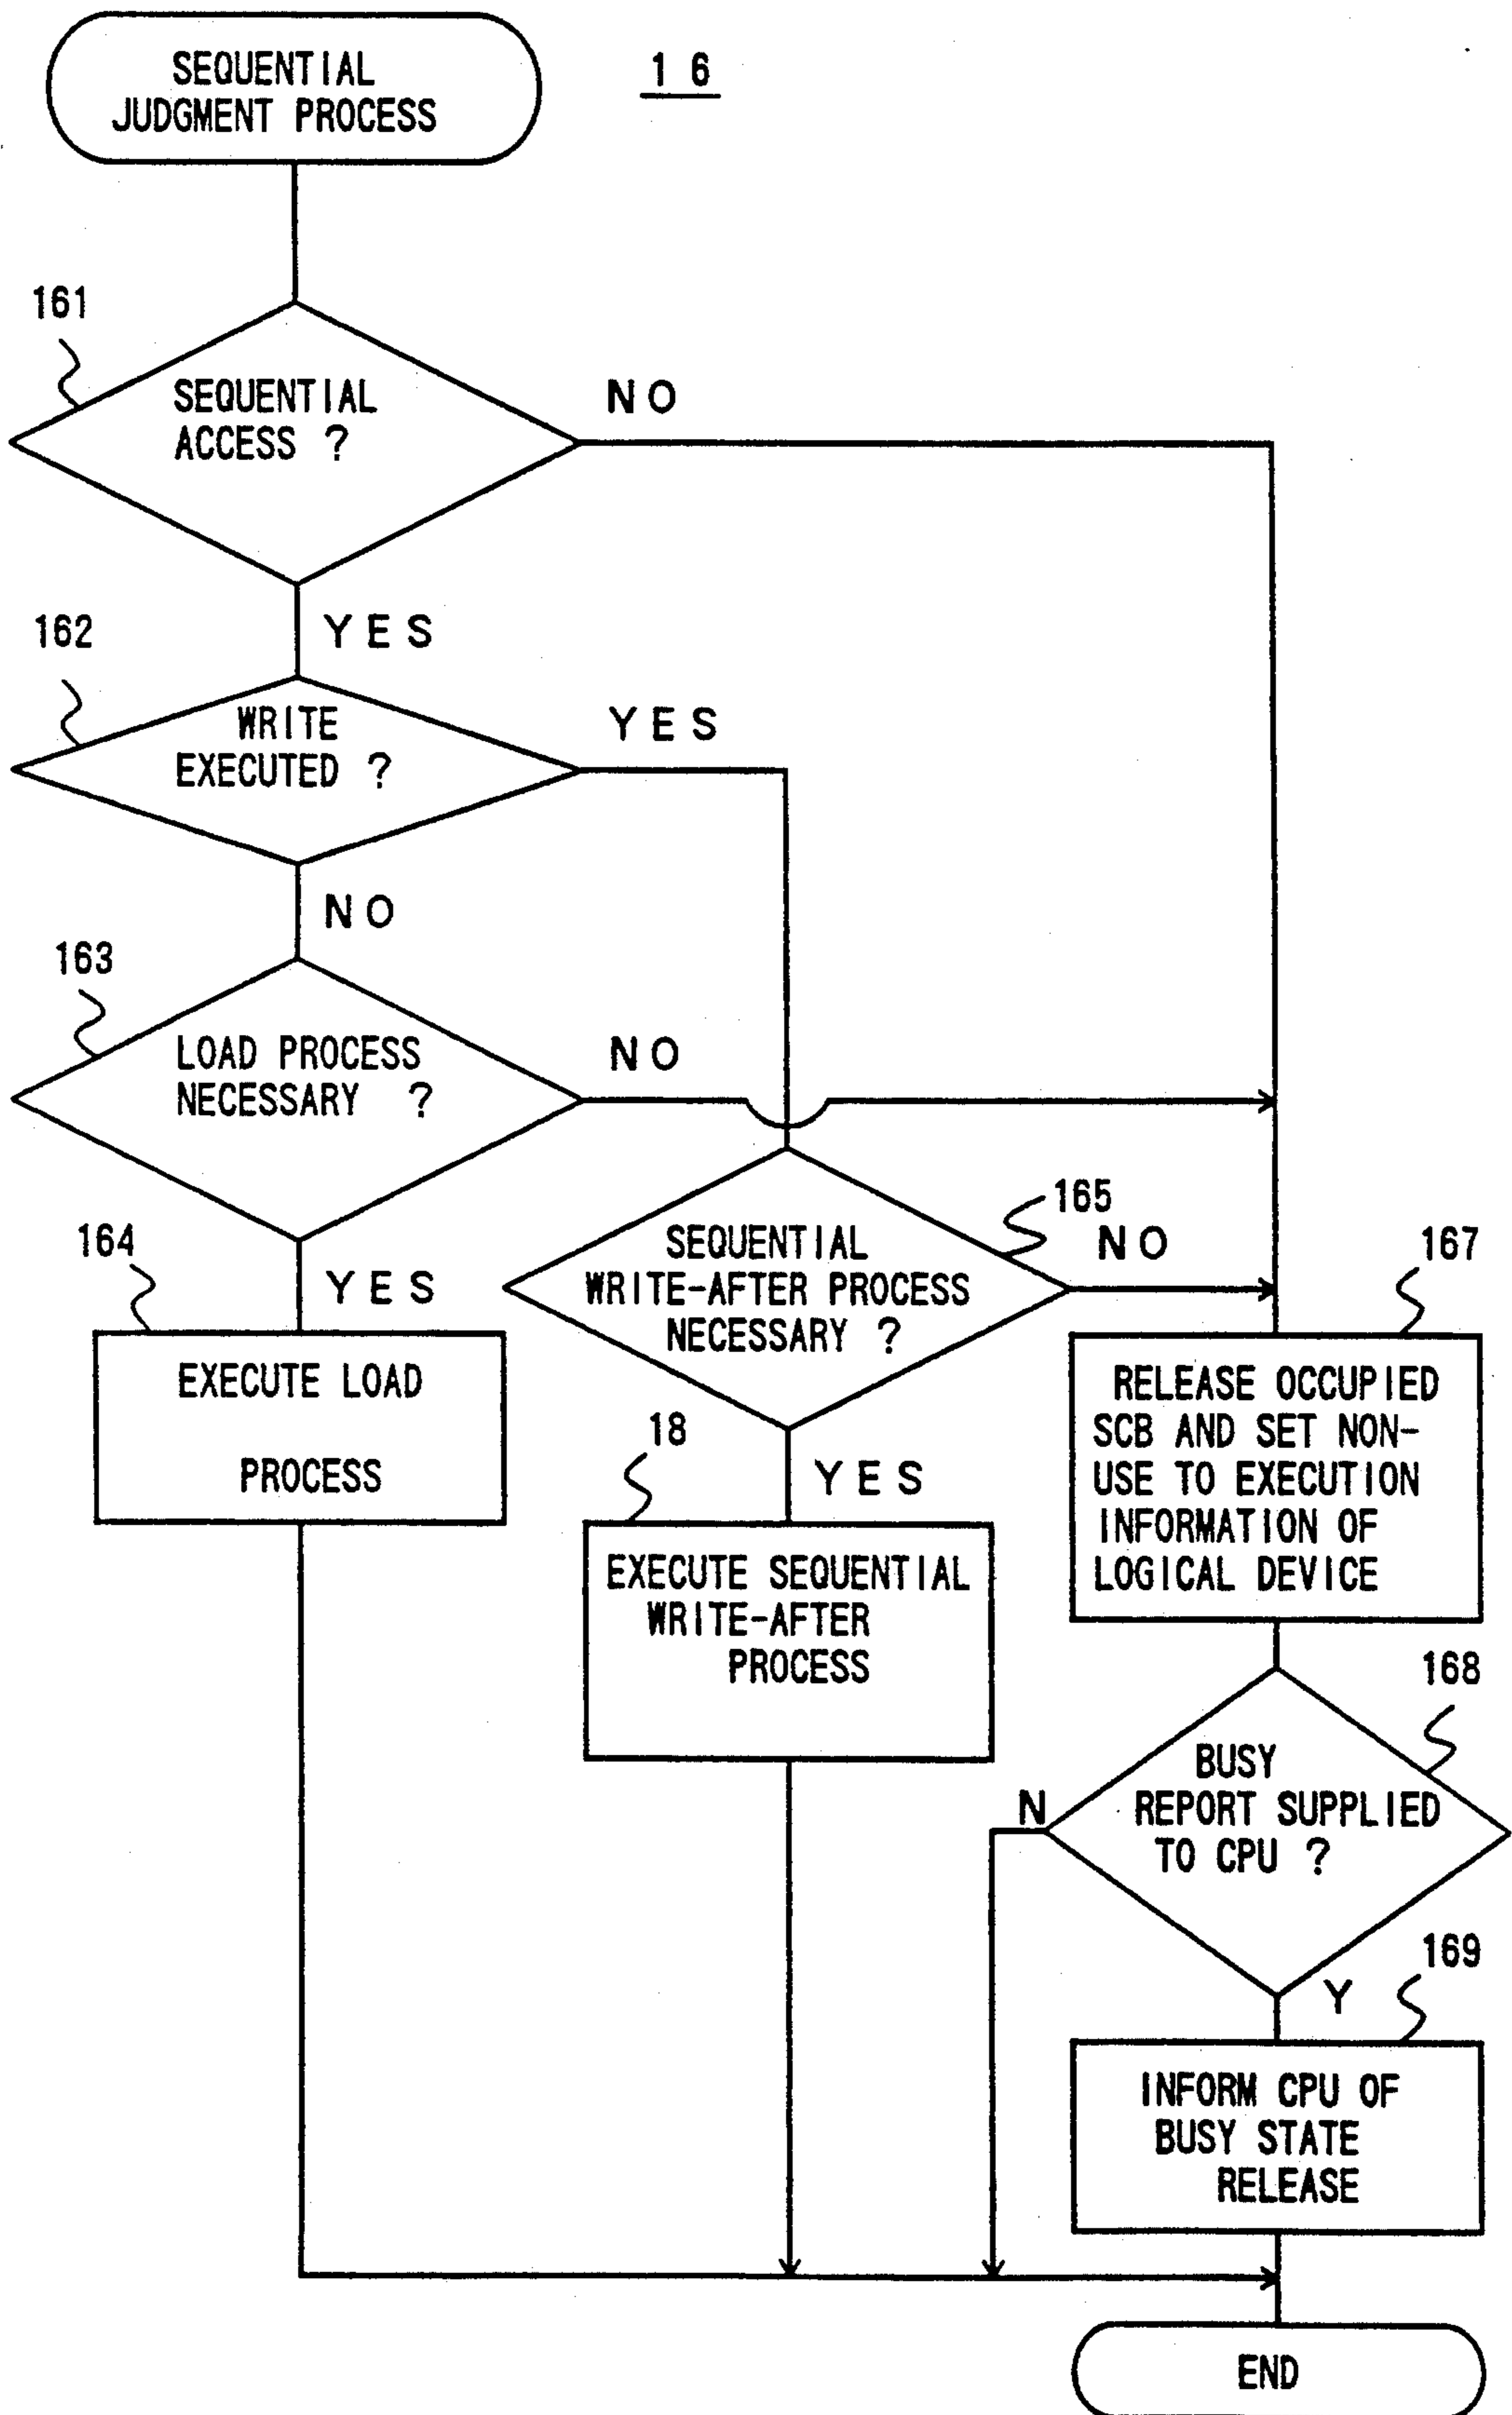 SEQUENTIAL
JUDGMENT PROCESS
16
161
SEQUENTIAL
ACCESS ?
NO
YES
162
WRITE
EXECUTED ?
YES
NO
163
LOAD PROCESS
NECESSARY ?
NO
YES
164
EXECUTE LOAD
PROCESS
165
SEQUENTIAL
WRITE-AFTER PROCESS
NECESSARY ?
NO
YES
18
EXECUTE SEQUENTIAL
WRITE-AFTER
PROCESS
167
RELEASE OCCUPIED
SCB AND SET NON-
USE TO EXECUTION
INFORMATION OF
LOGICAL DEVICE
168
BUSY
REPORT SUPPLIED
TO CPU ?
N
Y
169
INFORM CPU OF
BUSY STATE
RELEASE
END